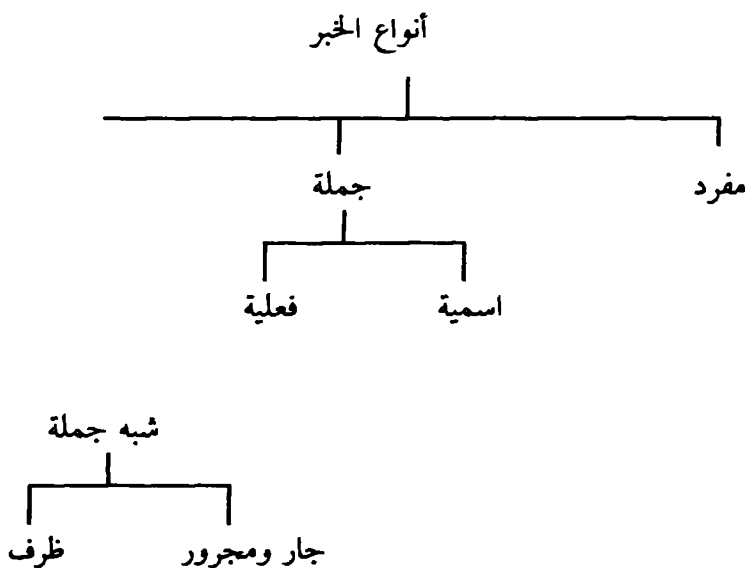 أنواع الخبر
مفرد جملة
اسمية فعلية
شبه جملة
جار ومجرور ظرف